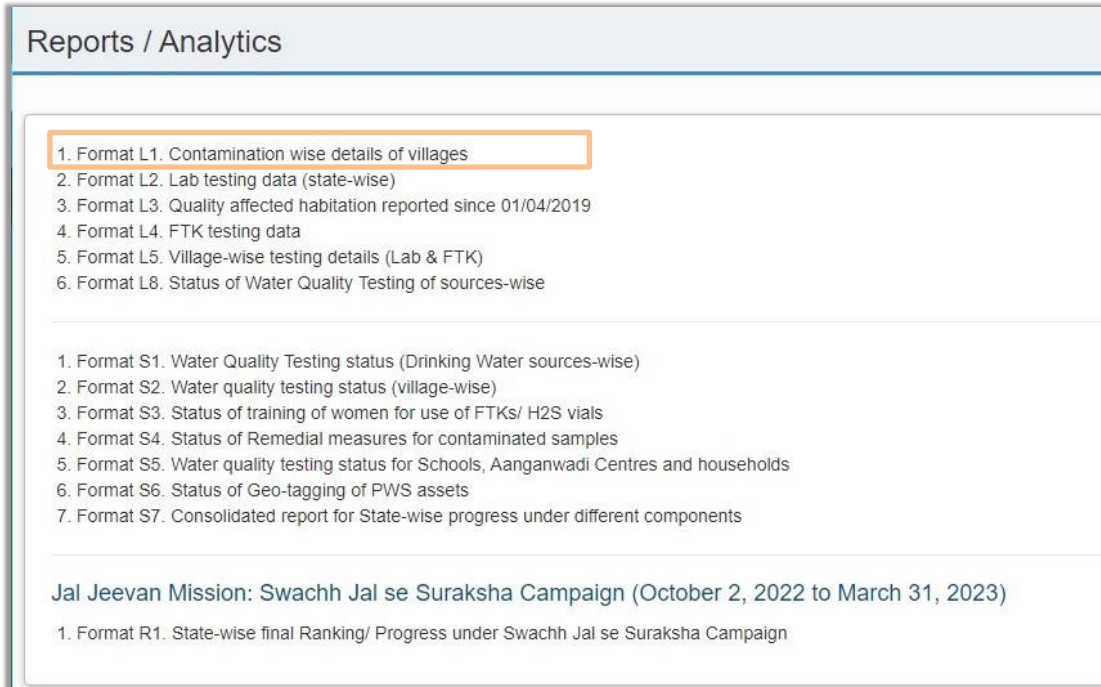 Reports / Analytics
1. Format L1. Contamination wise details of villages
2. Format L2. Lab testing data (state-wise)
3. Format L3. Quality affected habitation reported since 01/04/2019
4. Format L4. FTK testing data
5. Format L5. Village-wise testing details (Lab & FTK)
6. Format L8. Status of Water Quality Testing of sources-wise
1. Format S1. Water Quality Testing status (Drinking Water sources-wise)
2. Format S2. Water quality testing status (village-wise)
3. Format S3. Status of training of women for use of FTKs/ H2S vials
4. Format S4. Status of Remedial measures for contaminated samples
5. Format S5. Water quality testing status for Schools, Aanganwadi Centres and households
6. Format S6. Status of Geo-tagging of PWS assets
7. Format S7. Consolidated report for State-wise progress under different components
Jal Jeevan Mission: Swachh Jal se Suraksha Campaign (October 2, 2022 to March 31, 2023)
1. Format R1. State-wise final Ranking/ Progress under Swachh Jal se Suraksha Campaign